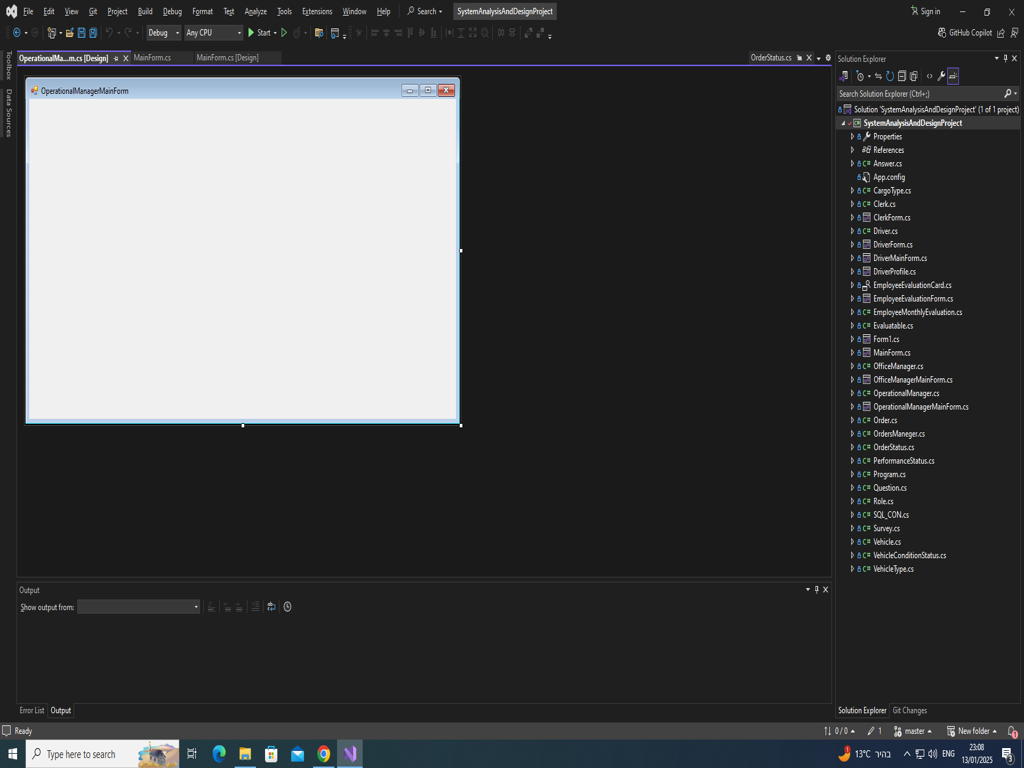 File Edit View Git Project Build Debug Format Test Analyze Tools Extensions Window Help Search SystemAnalysisAndDesignProject Sign in
Debug Any CPU Start GitHub Copilot
Toolbox
Data Sources
OperationalMa...m.cs [Design] MainForm.cs MainForm.cs [Design] OrderStatus.cs
OperationalManagerMainForm
Solution Explorer
Search Solution Explorer (Ctrl+;)
Solution 'SystemAnalysisAndDesignProject' (1 of 1 project)
SystemAnalysisAndDesignProject
Properties
References
Answer.cs
App.config
CargoType.cs
Clerk.cs
ClerkForm.cs
Driver.cs
DriverForm.cs
DriverMainForm.cs
DriverProfile.cs
EmployeeEvaluationCard.cs
EmployeeEvaluationForm.cs
EmployeeMonthlyEvaluation.cs
Evaluatable.cs
Form1.cs
MainForm.cs
OfficeManager.cs
OfficeManagerMainForm.cs
OperationalManager.cs
OperationalManagerMainForm.cs
Order.cs
OrdersManeger.cs
OrderStatus.cs
PerformanceStatus.cs
Program.cs
Question.cs
Role.cs
SQL_CON.cs
Survey.cs
Vehicle.cs
VehicleConditionStatus.cs
VehicleType.cs
Output
Show output from:
Error List Output
Solution Explorer Git Changes
Ready 0 / 0 1 master New folder
Type here to search
13°C בהיר
ENG
23:08
13/01/2025
3